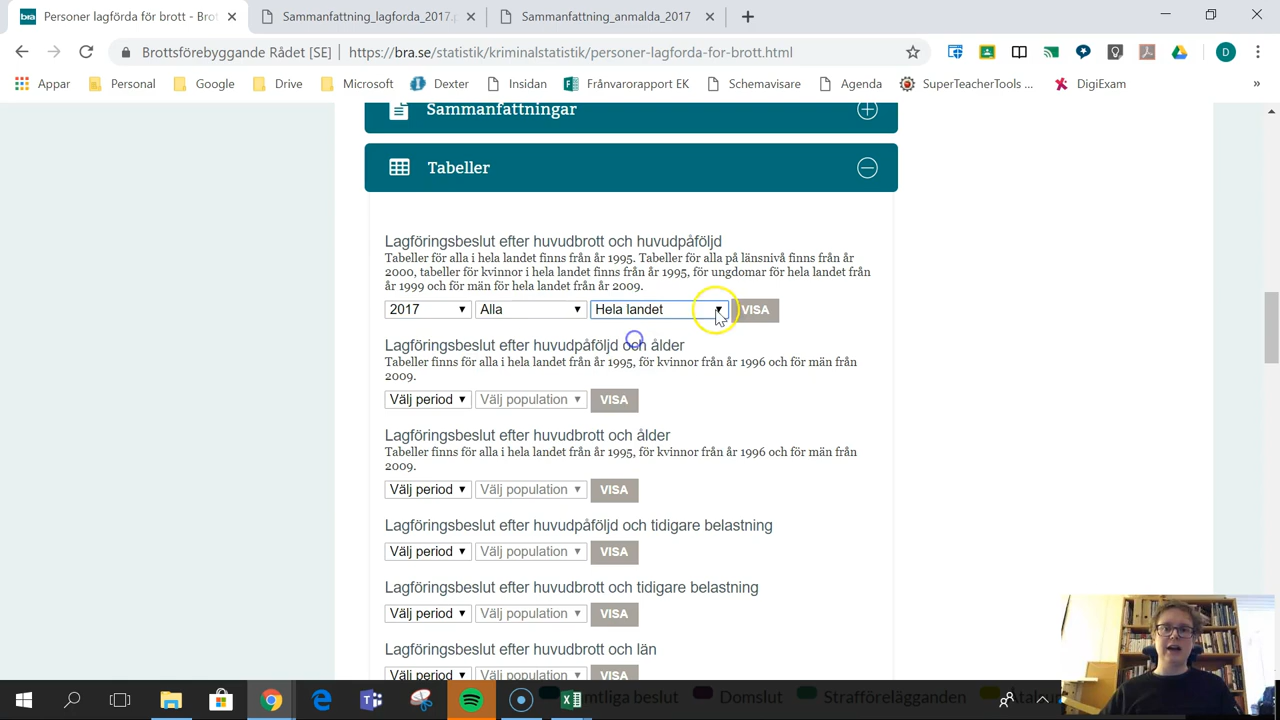 bra Personer lagförda för brott - Bro
Sammanfattning_lagforda_2017.p
Sammanfattning_anmalda_2017
Brottsförebyggande Rådet [SE] | https://bra.se/statistik/kriminalstatistik/personer-lagforda-for-brott.html
D
Appar Personal Google Drive Microsoft Dexter Insidan Frånvarorapport EK Schemavisare Agenda SuperTeacherTools ... DigiExam »
Sammanfattningar
Tabeller
Lagföringsbeslut efter huvudbrott och huvudpåföljd
Tabeller för alla i hela landet finns från år 1995. Tabeller för alla på länsnivå finns från år
2000, tabeller för kvinnor i hela landet finns från år 1995, för ungdomar för hela landet från
år 1999 och för män för hela landet från år 2009.
2017 Alla Hela landet VISA
Lagföringsbeslut efter huvudpåföljd och ålder
Tabeller finns för alla i hela landet från år 1995, för kvinnor från år 1996 och för män från
2009.
Välj period Välj population VISA
Lagföringsbeslut efter huvudbrott och ålder
Tabeller finns för alla i hela landet från år 1995, för kvinnor från år 1996 och för män från
2009.
Välj period Välj population VISA
Lagföringsbeslut efter huvudpåföljd och tidigare belastning
Välj period Välj population VISA
Lagföringsbeslut efter huvudbrott och tidigare belastning
Välj period Välj population VISA
Lagföringsbeslut efter huvudbrott och län
Välj period Välj population VISA
Domslut Strafförelägganden